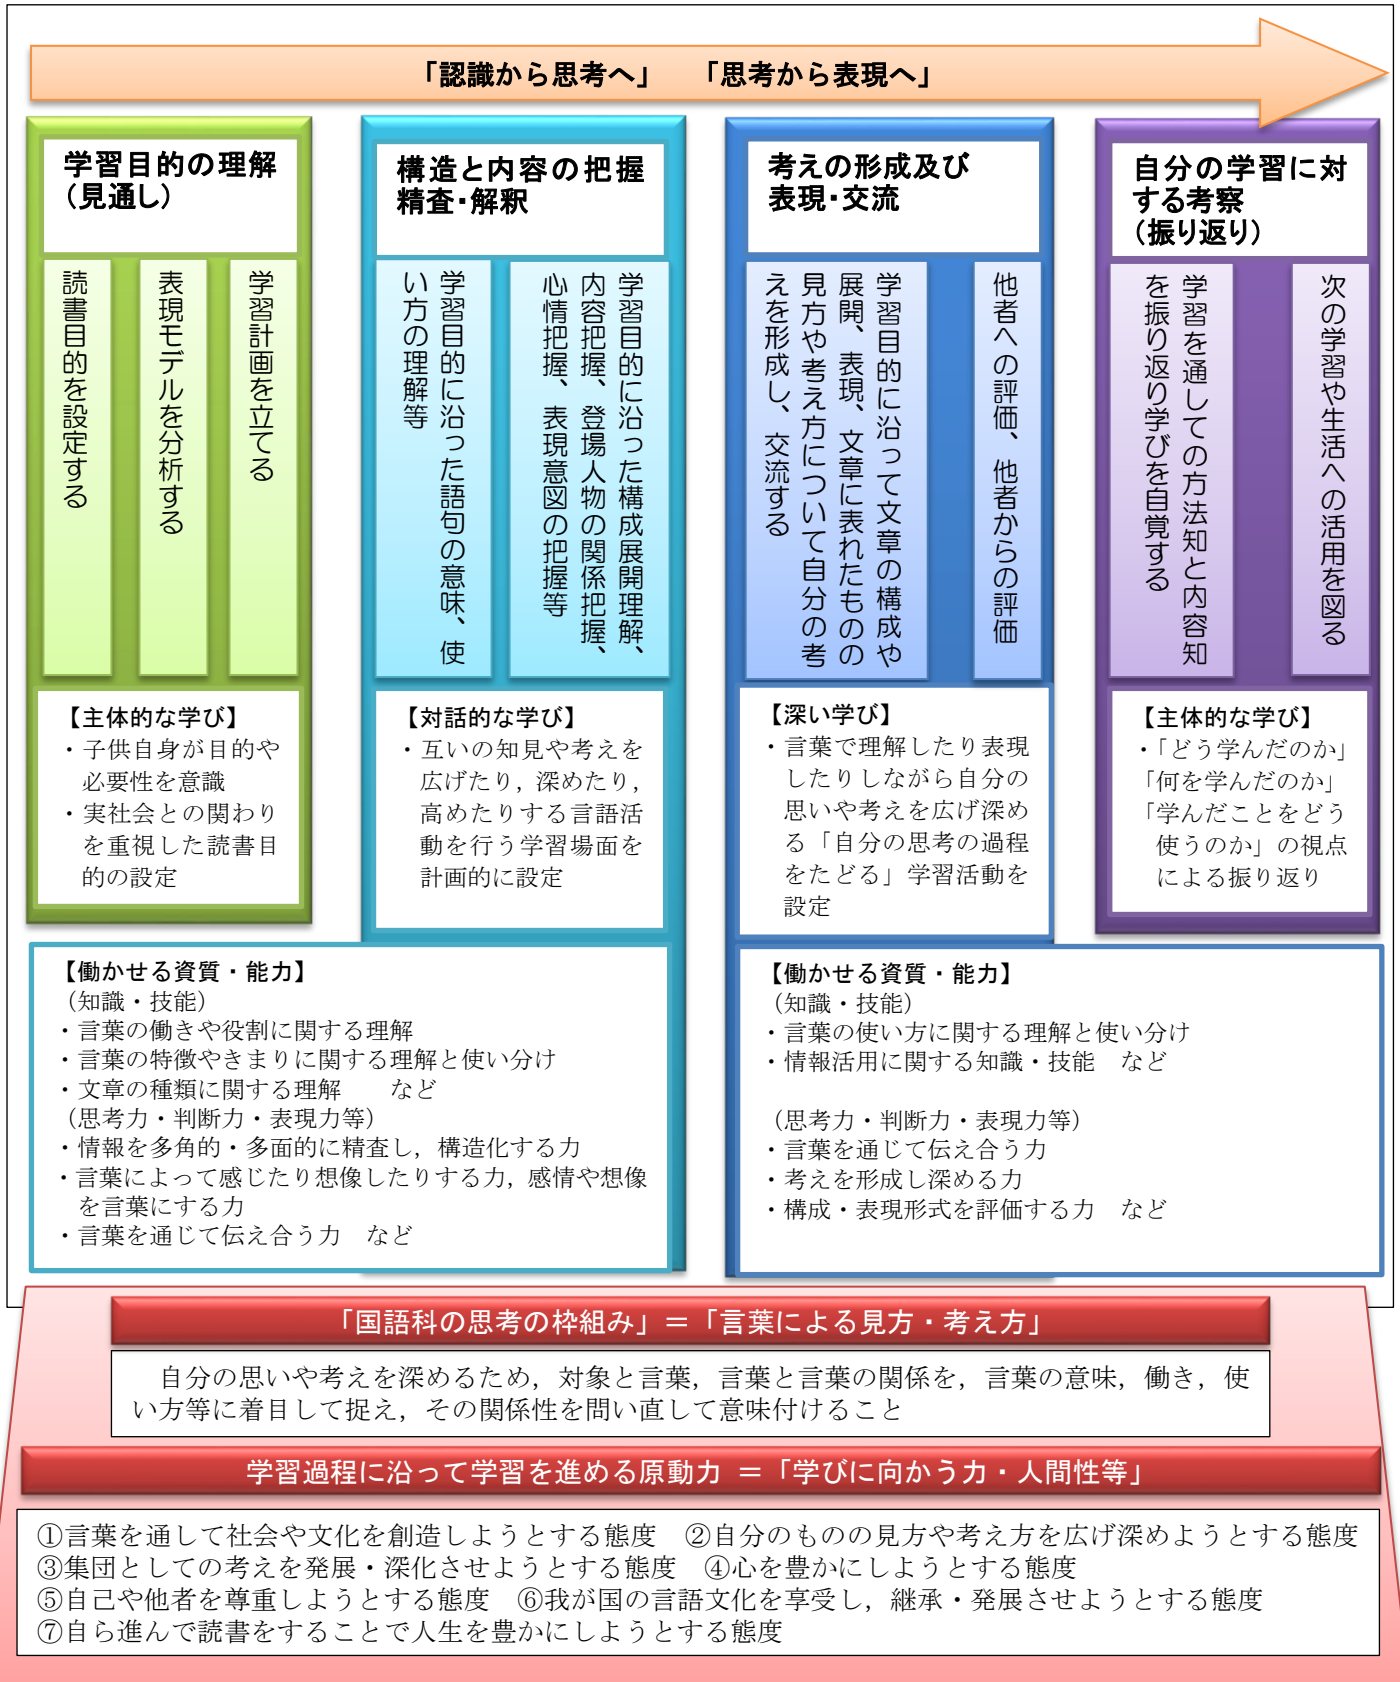 「認識から思考へ」　「思考から表現へ」
学習目的の理解
（見通し）
読書目的を設定する
表現モデルを分析する
学習計画を立てる
【主体的な学び】
・子供自身が目的や
必要性を意識
・実社会との関わり
を重視した読書目
的の設定
構造と内容の把握
精査・解釈
学習目的に沿った語句の意味、使
い方の理解等
学習目的に沿った構成展開理解、
内容把握、登場人物の関係把握、
心情把握、表現意図の把握等
【対話的な学び】
・互いの知見や考えを
広げたり，深めたり，
高めたりする言語活
動を行う学習場面を
計画的に設定
考えの形成及び
表現・交流
学習目的に沿って文章の構成や
展開、表現、文章に表れたものの
見方や考え方について自分の考
えを形成し、交流する
他者への評価、他者からの評価
【深い学び】
・言葉で理解したり表現
したりしながら自分の
思いや考えを広げ深め
る「自分の思考の過程
をたどる」学習活動を
設定
自分の学習に対
する考察
（振り返り）
学習を通しての方法知と内容知
を振り返り学びを自覚する
次の学習や生活への活用を図る
【主体的な学び】
・「どう学んだのか」
「何を学んだのか」
「学んだことをどう
使うのか」の視点
による振り返り
【働かせる資質・能力】
（知識・技能）
・言葉の働きや役割に関する理解
・言葉の特徴やきまりに関する理解と使い分け
・文章の種類に関する理解　　など
（思考力・判断力・表現力等）
・情報を多角的・多面的に精査し，構造化する力
・言葉によって感じたり想像したりする力，感情や想像
を言葉にする力
・言葉を通じて伝え合う力　など
【働かせる資質・能力】
（知識・技能）
・言葉の使い方に関する理解と使い分け
・情報活用に関する知識・技能　など
（思考力・判断力・表現力等）
・言葉を通じて伝え合う力
・考えを形成し深める力
・構成・表現形式を評価する力　など
「国語科の思考の枠組み」＝「言葉による見方・考え方」
自分の思いや考えを深めるため，対象と言葉，言葉と言葉の関係を，言葉の意味，働き，使
い方等に着目して捉え，その関係性を問い直して意味付けること
学習過程に沿って学習を進める原動力 ＝「学びに向かう力・人間性等」
①言葉を通して社会や文化を創造しようとする態度　②自分のものの見方や考え方を広げ深めようとする態度
③集団としての考えを発展・深化させようとする態度　④心を豊かにしようとする態度
⑤自己や他者を尊重しようとする態度　⑥我が国の言語文化を享受し，継承・発展させようとする態度
⑦自ら進んで読書をすることで人生を豊かにしようとする態度